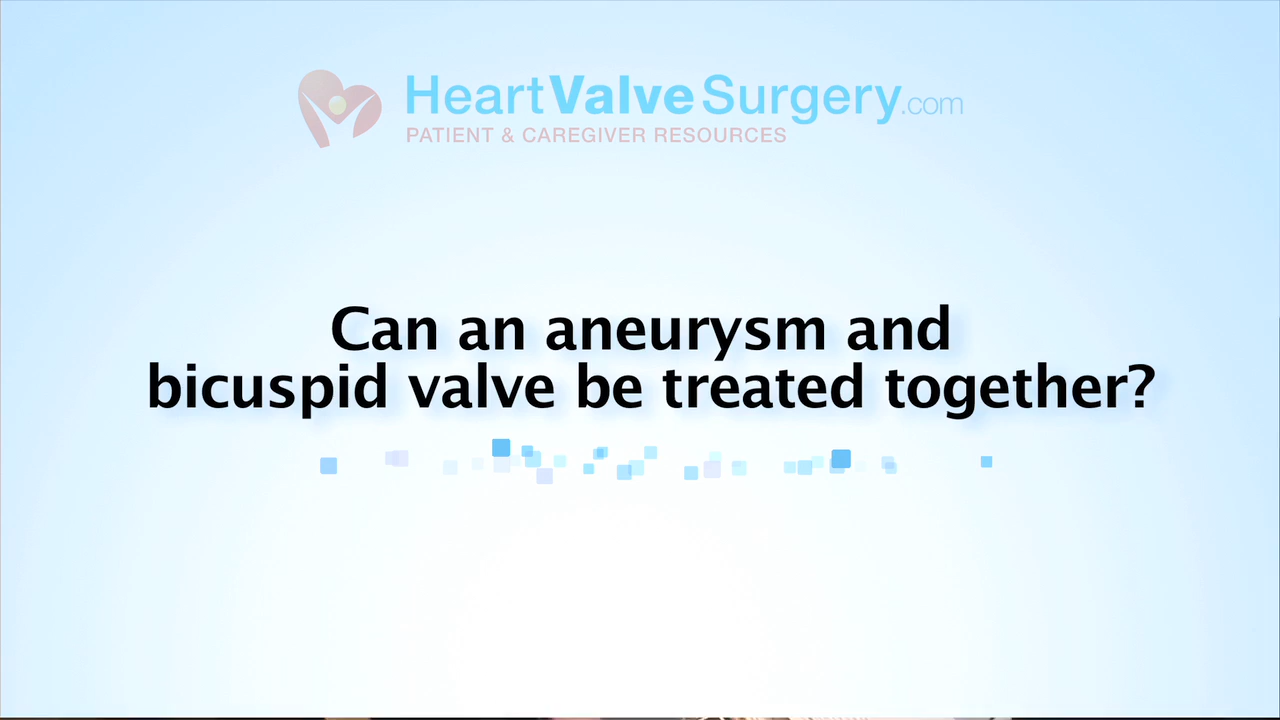 HeartValveSurgery.com
PATIENT & CAREGIVER RESOURCES
Can an aneurysm and
bicuspid valve be treated together?